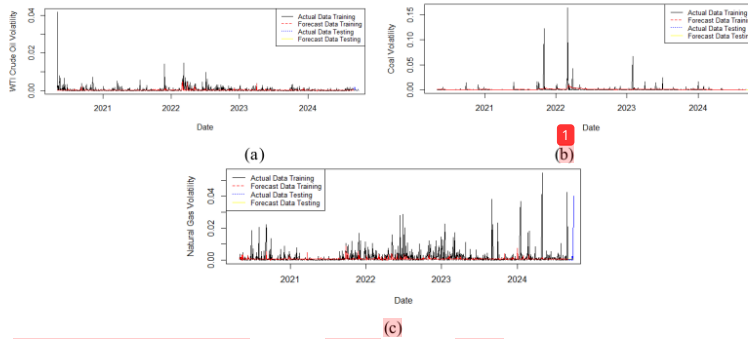 WTI Crude Oil Volatility
0.04
0.02
0.00
Actual Data Training
Forecast Data Training
Actual Data Testing
Forecast Data Testing
2021 2022 2023 2024
Date
(a)
Coal Volatility
0.15
0.10
0.05
0.00
Actual Data Training
Forecast Data Training
Actual Data Testing
Forecast Data Testing
2021 2022 2023 2024
Date
1
(b)
Natural Gas Volatility
0.04
0.02
0.00
Actual Data Training
Forecast Data Training
Actual Data Testing
Forecast Data Testing
2021 2022 2023 2024
Date
(c)